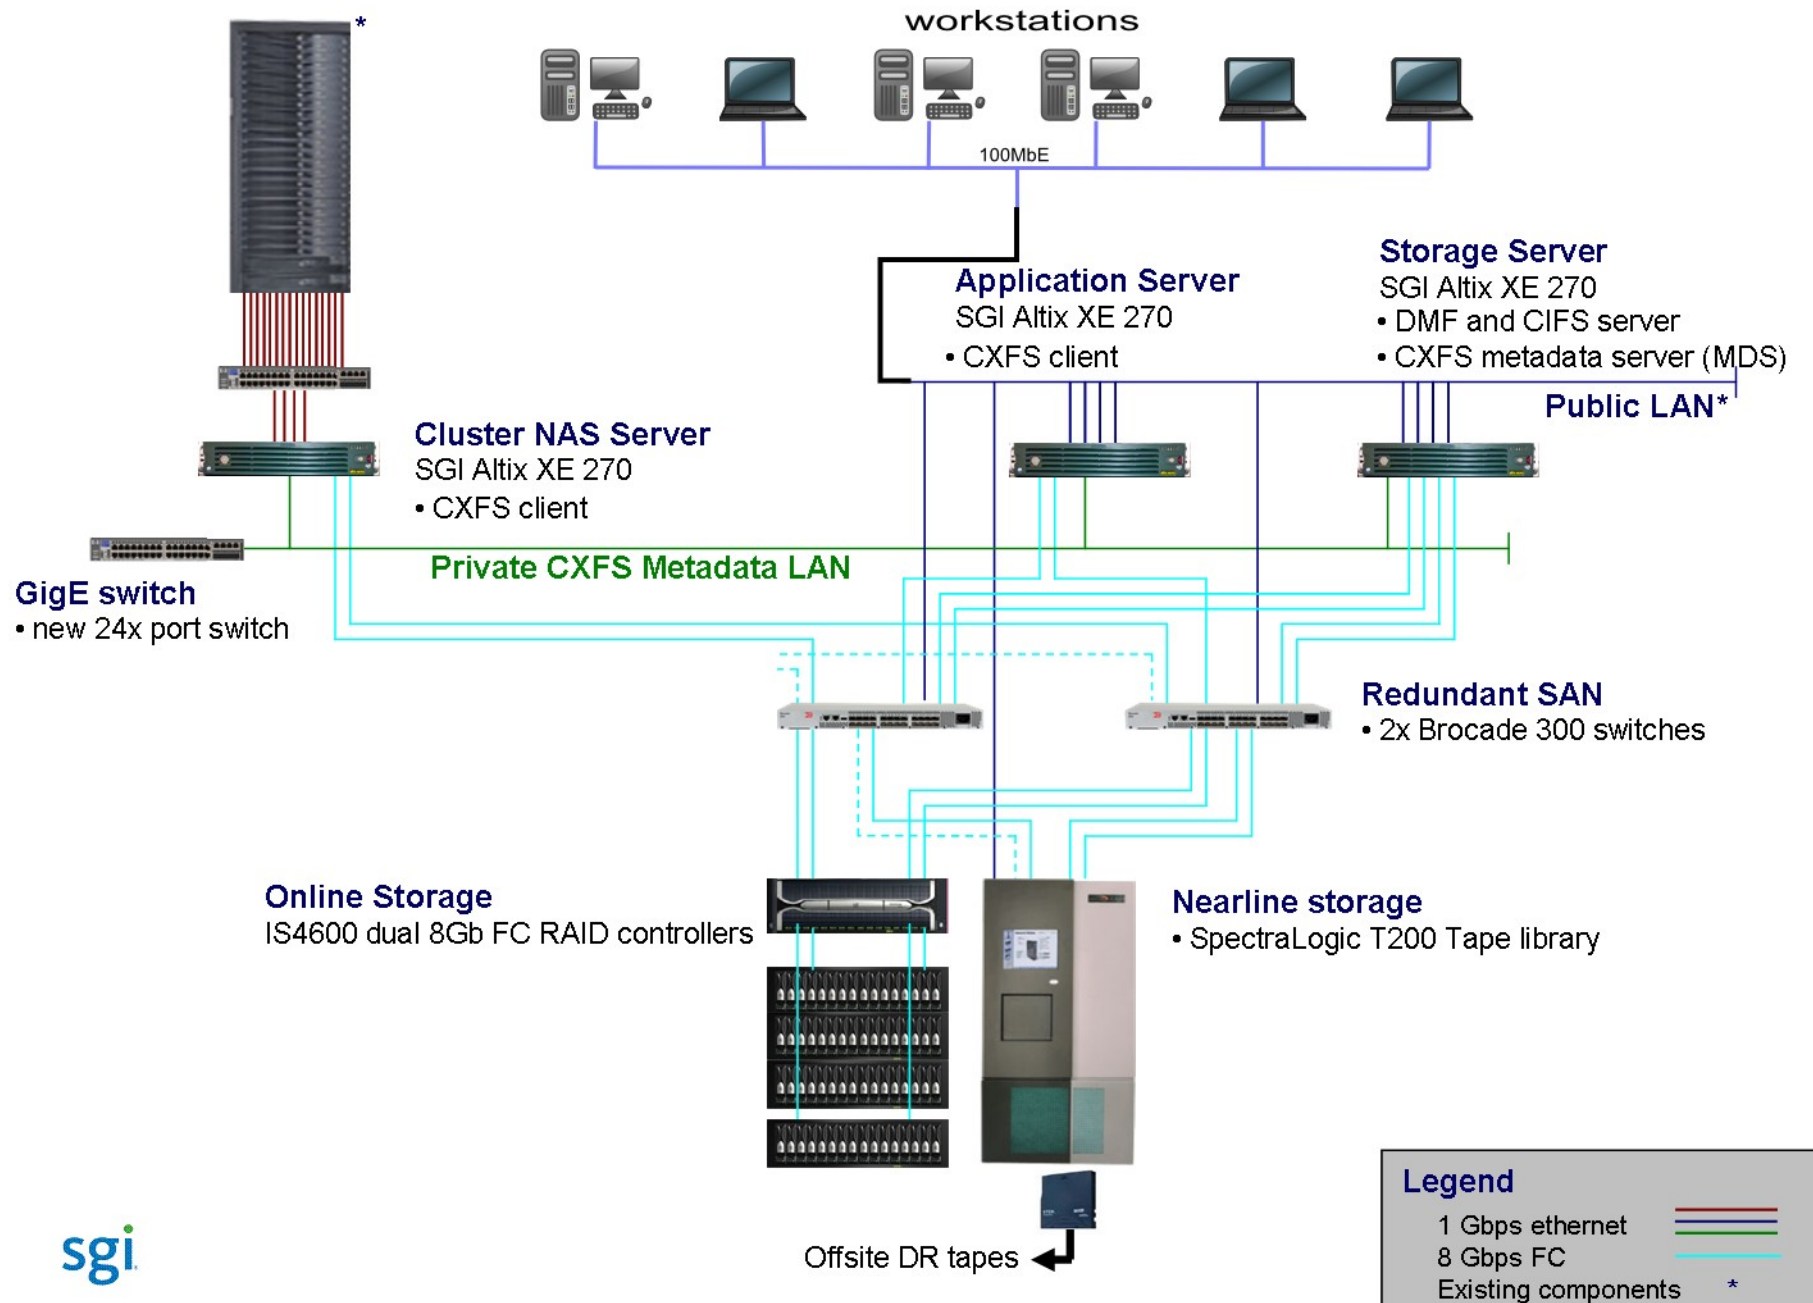 *
workstations
100MbE
Application Server
SGI Altix XE 270
• CXFS client
Storage Server
SGI Altix XE 270
• DMF and CIFS server
• CXFS metadata server (MDS)
Public LAN*
Cluster NAS Server
SGI Altix XE 270
• CXFS client
Private CXFS Metadata LAN
GigE switch
• new 24x port switch
Redundant SAN
• 2x Brocade 300 switches
Online Storage
IS4600 dual 8Gb FC RAID controllers
Nearline storage
• SpectraLogic T200 Tape library
Offsite DR tapes
sgi
Legend
1 Gbps ethernet
8 Gbps FC
Existing components *